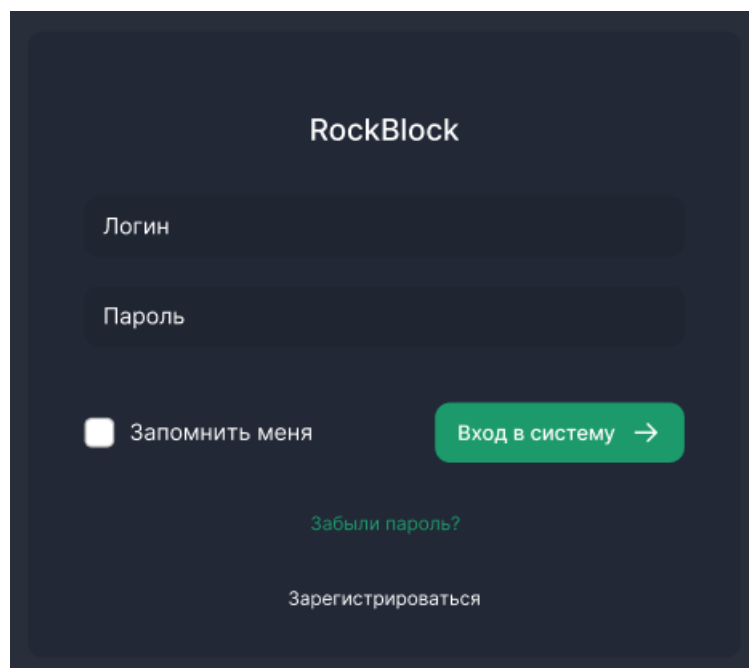 RockBlock
Логин
Пароль
Запомнить меня
Вход в систему →
Забыли пароль?
Зарегистрироваться